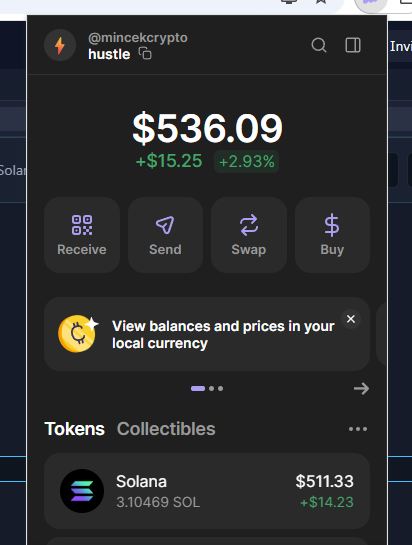 @mincekcrypto
hustle
Invi
$536.09
+$15.25 +2.93%
Solan
Receive
Send
Swap
Buy
View balances and prices in your
local currency
Tokens Collectibles
Solana
$511.33
3.10469 SOL
+$14.23